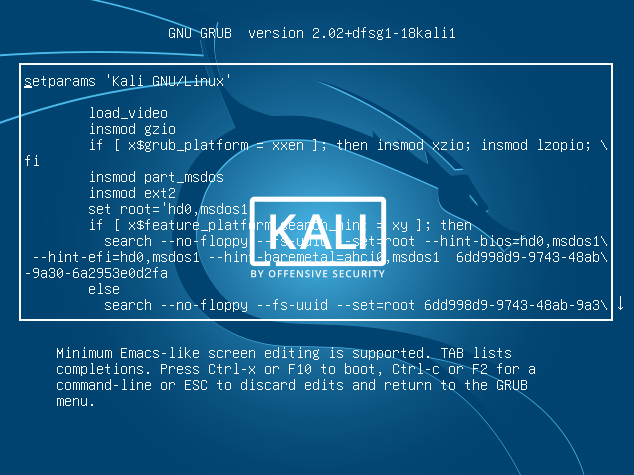 GNU GRUB  version 2.02+dfsg1-18kali1
setparams 'Kali GNU/Linux'
load_video
insmod gzio
if [ x$grub_platform = xxen ]; then insmod xzio; insmod lzopio; \
fi
insmod part_msdos
insmod ext2
set root='hd0,msdos1'
if [ x$feature_platform_search_hint = xy ]; then
search --no-floppy --fs-uuid --set=root --hint-bios=hd0,msdos1\
--hint-efi=hd0,msdos1 --hint-baremetal=ahci0,msdos1  6dd998d9-9743-48ab\
-9a30-6a2953e0d2fa
else
search --no-floppy --fs-uuid --set=root 6dd998d9-9743-48ab-9a3\ ↓
KALI
BY OFFENSIVE SECURITY
Minimum Emacs-like screen editing is supported. TAB lists
completions. Press Ctrl-x or F10 to boot, Ctrl-c or F2 for a
command-line or ESC to discard edits and return to the GRUB
menu.